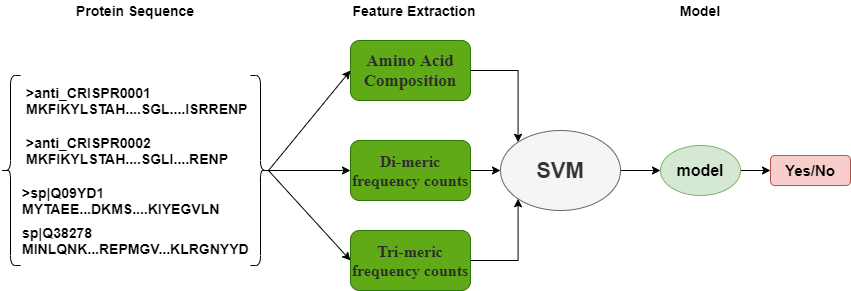 Protein Sequence
Feature Extraction
Model
>anti_CRISPR0001
MKFIKYLSTAH....SGL....ISRRENP
>anti_CRISPR0002
MKFIKYLSTAH....SGLI....RENP
>sp|Q09YD1
MYTAEE...DKMS....KIYEGVLN
sp|Q38278
MINLQNK...REPMGV...KLRGNYYD
Amino Acid
Composition
Di-meric
frequency counts
Tri-meric
frequency counts
SVM
model
Yes/No